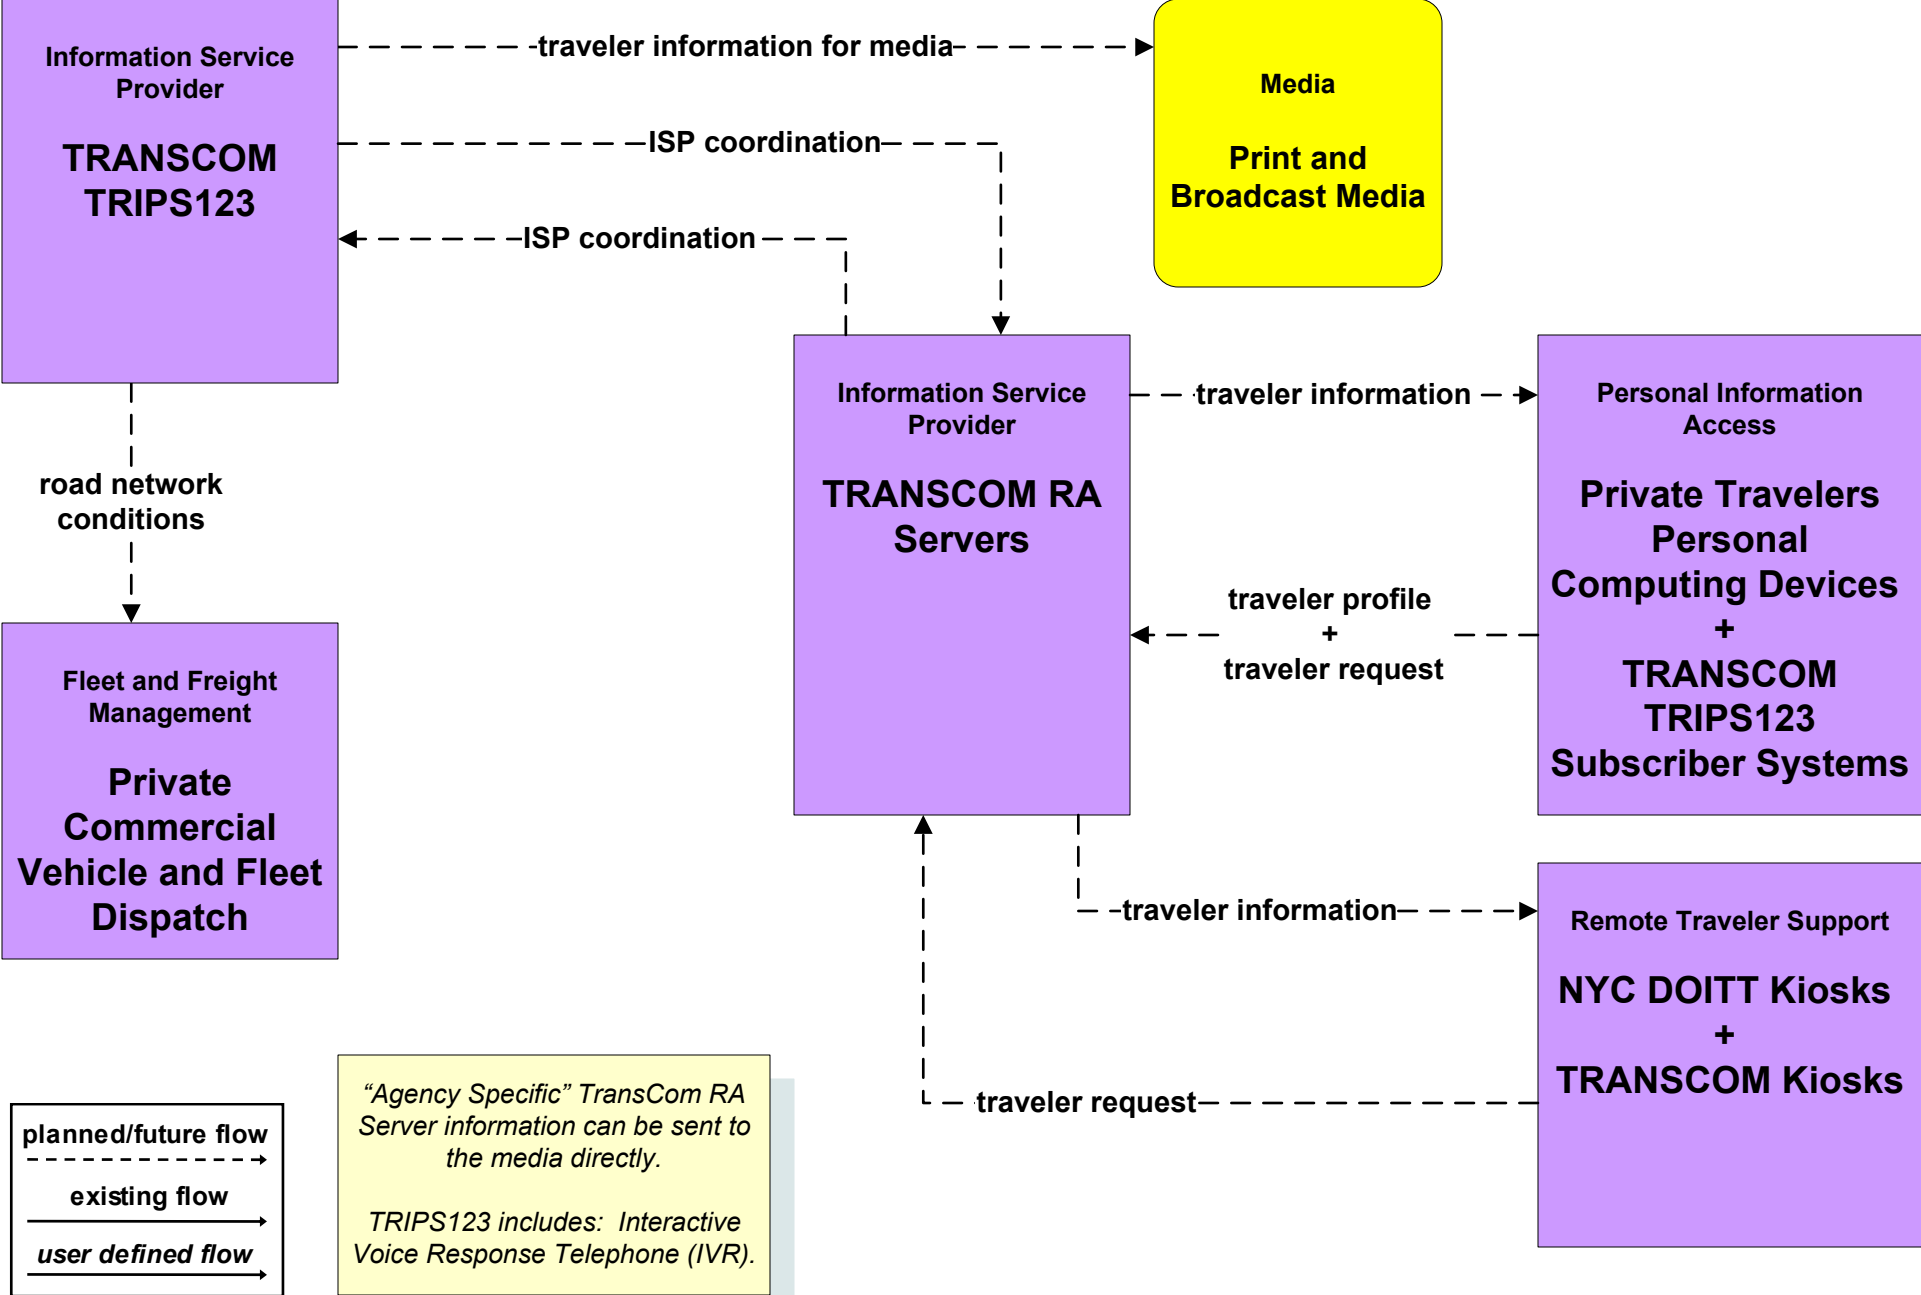 Information Service
Provider
TRANSCOM
TRIPS123
traveler information for media
ISP coordination
ISP coordination
Media
Print and
Broadcast Media
road network
conditions
Information Service
Provider
TRANSCOM RA
Servers
traveler information
Personal Information
Access
Private Travelers
Personal
Computing Devices
+
TRANSCOM
TRIPS123
Subscriber Systems
traveler profile
+
traveler request
Fleet and Freight
Management
Private
Commercial
Vehicle and Fleet
Dispatch
traveler information
Remote Traveler Support
NYC DOITT Kiosks
+
TRANSCOM Kiosks
traveler request
planned/future flow
existing flow
user defined flow
“Agency Specific” TransCom RA
Server information can be sent to
the media directly.
TRIPS123 includes:  Interactive
Voice Response Telephone (IVR).